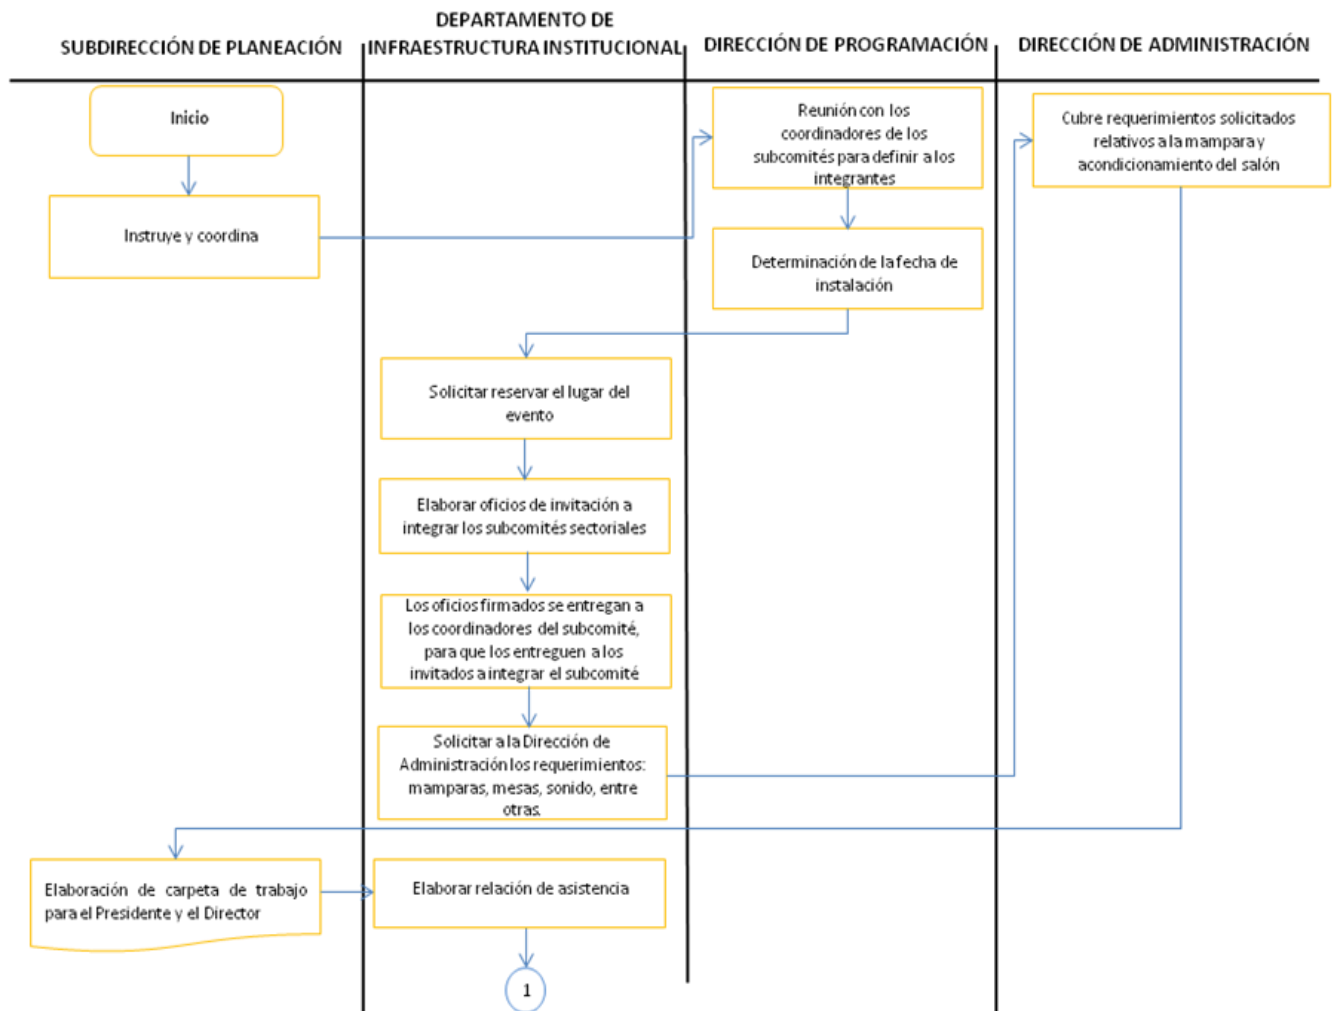 SUBDIRECCIÓN DE PLANEACIÓN
DEPARTAMENTO DE
INFRAESTRUCTURA INSTITUCIONAL
DIRECCIÓN DE PROGRAMACIÓN
DIRECCIÓN DE ADMINISTRACIÓN
Inicio
Instruye y coordina
Reunión con los
coordinadores de los
subcomités para definir a los
integrantes
Determinación de la fecha de
instalación
Solicitar reservar el lugar del
evento
Elaborar oficios de invitación a
integrar los subcomités sectoriales
Los oficios firmados se entregan a
los coordinadores del subcomité,
para que los entreguen a los
invitados a integrar el subcomité
Solicitar a la Dirección de
Administración los requerimientos:
mamparas, mesas, sonido, entre
otras.
Cubre requerimientos solicitados
relativos a la mampara y
acondicionamiento del salón
Elaboración de carpeta de trabajo
para el Presidente y el Director
Elaborar relación de asistencia
1